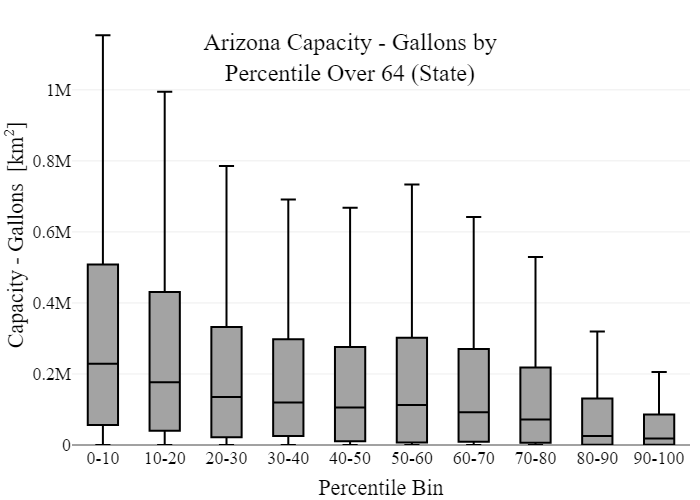 Arizona Capacity - Gallons by
Percentile Over 64 (State)
Capacity - Gallons [km²]
1M
0.8M
0.6M
0.4M
0.2M
0
0-10 10-20 20-30 30-40 40-50 50-60 60-70 70-80 80-90 90-100
Percentile Bin